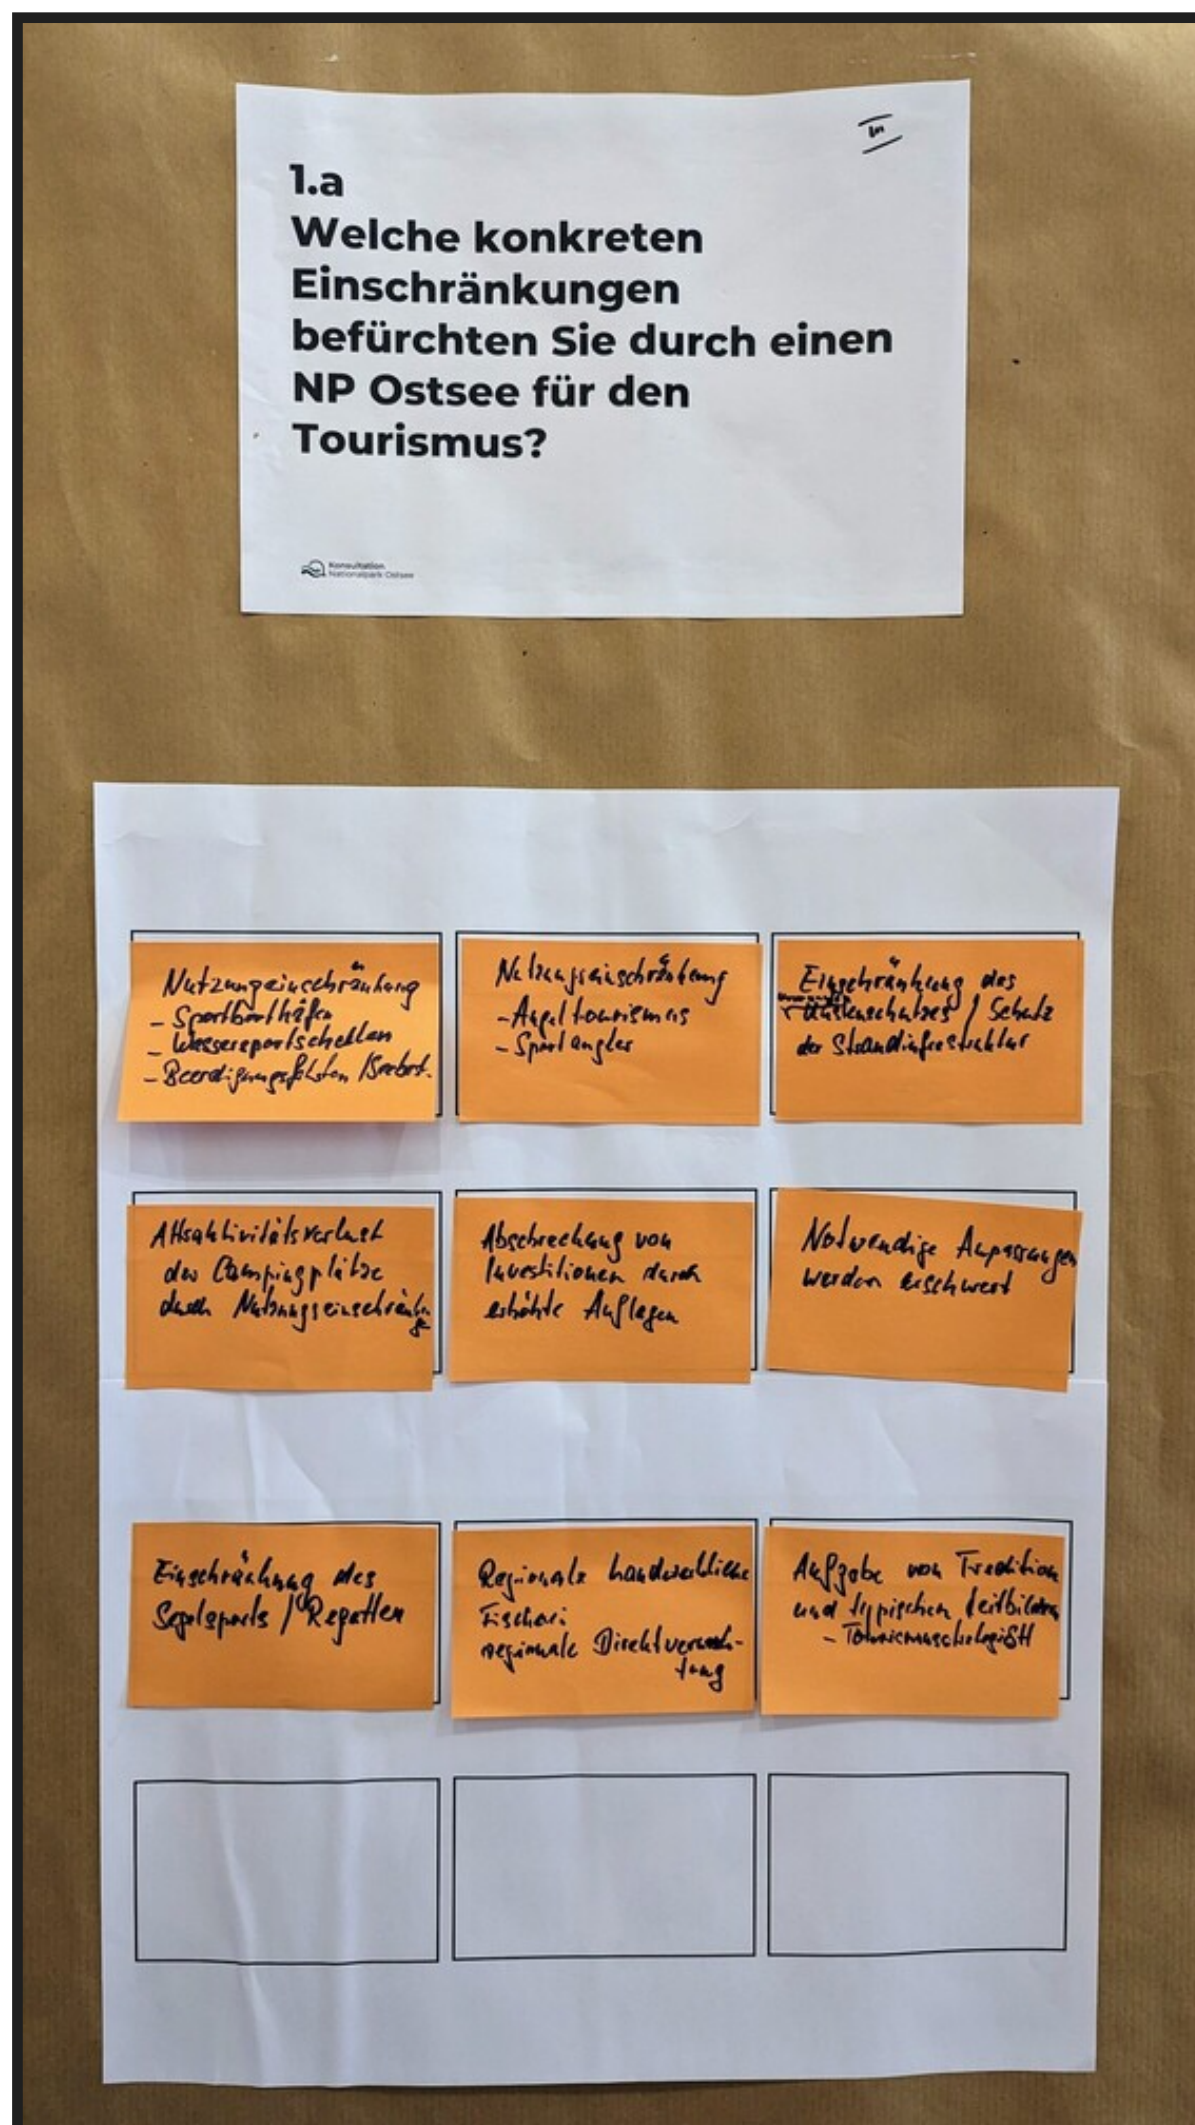 1.a
Welche konkreten
Einschränkungen
befürchten Sie durch einen
NP Ostsee für den
Tourismus?
Konsultation
Nationalpark Ostsee
Nutzungseinschränkung
- Sportboothäfen
- Wassersportschulen
- Beerdigungsfahrten /Seebest.
Nutzungseinschränkung
- Angeltourismus
- Sportangler
Einschränkung des
Küstenschutzes / Schutz
der Strandinfrastruktur
Attraktivitätsverlust
der Campingplätze
durch Nutzungseinschränkungen
Abschreckung von
Investitionen durch
erhöhte Auflagen
Notwendige Anpassungen
werden erschwert
Einschränkung des
Segelsports / Regatten
Regionale handwerkliche
Fischerei
regionale Direktvermark-
tung
Aufgabe von Tradition
und typischen Leitbildern